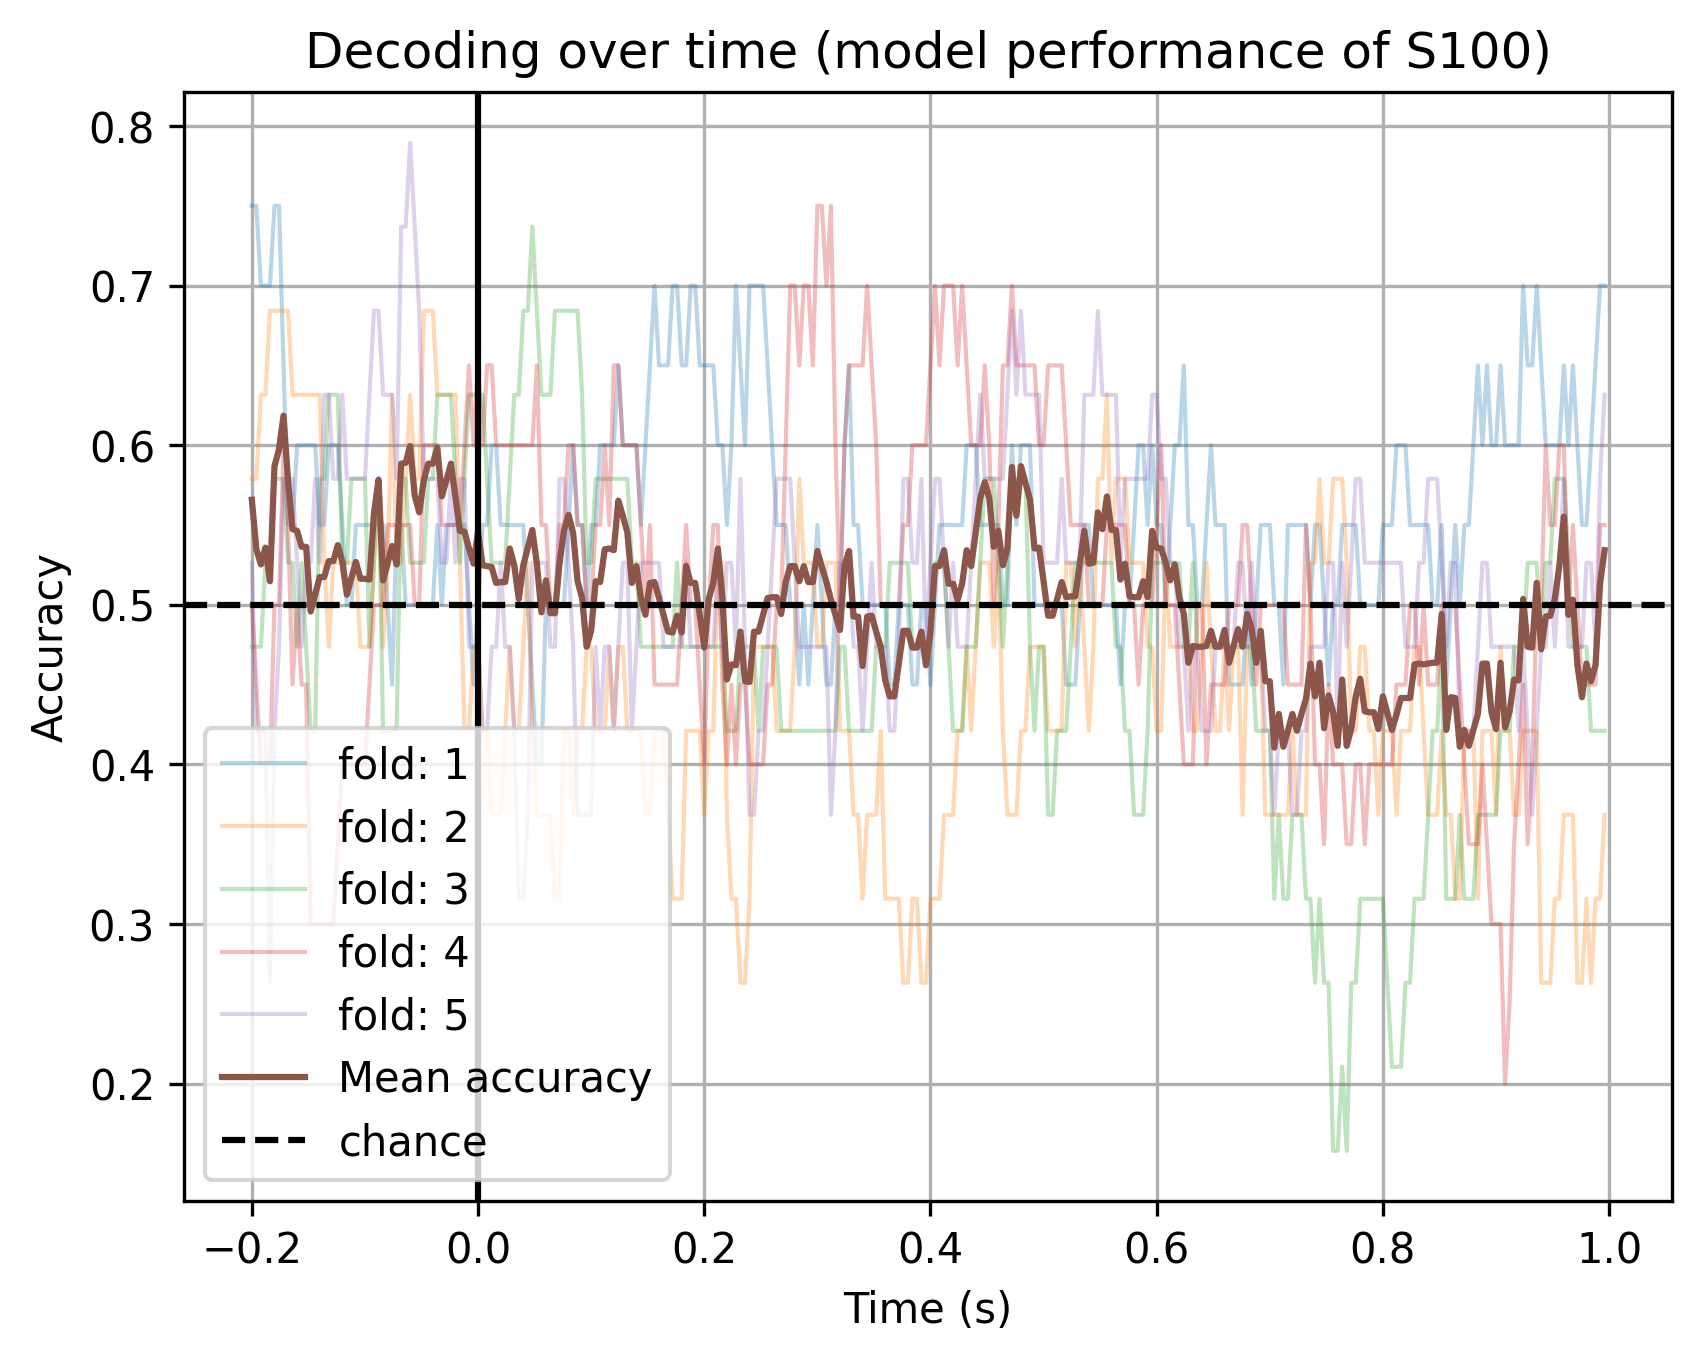 Decoding over time (model performance of S100)
Accuracy
0.8
0.7
0.6
0.5
0.4
0.3
0.2
fold: 1
fold: 2
fold: 3
fold: 4
fold: 5
Mean accuracy
chance
−0.2 0.0 0.2 0.4 0.6 0.8 1.0
Time (s)